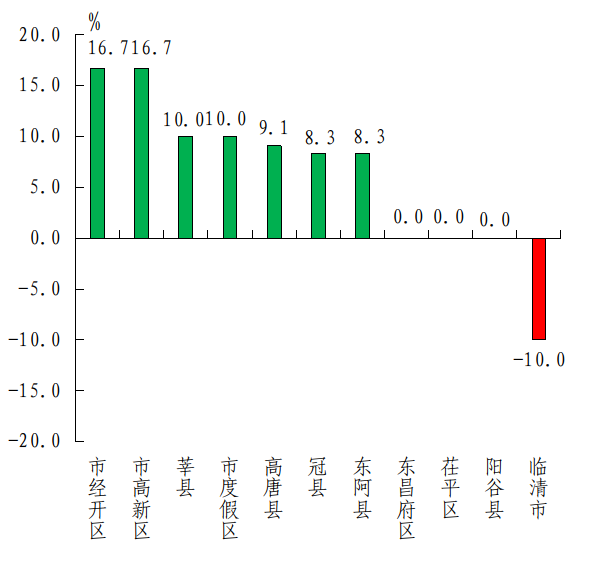 %
20.0
15.0
10.0
5.0
0.0
-5.0
-10.0
-15.0
-20.0
16.7
16.7
10.0
10.0
9.1
8.3
8.3
0.0
0.0
0.0
-10.0
市经开区
市高新区
莘县
市度假区
高唐县
冠县
东阿县
东昌府区
茌平区
阳谷县
临清市